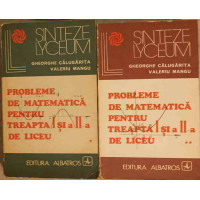 SINTEZE
LYCEUM
GHEORGHE CĂLUGĂRIȚA
VALERIU MANGU
PROBLEME
DE MATEMATICĂ
PENTRU
TREAPTA I ȘI a II-a
DE LICEU
EDITURA ALBATROS
SINTEZE
LYCEUM
GHEORGHE CĂLUGĂRIȚA
VALERIU MANGU
PROBLEME
DE MATEMATICĂ
PENTRU
TREAPTA I ȘI a II-a
DE LICEU
**
EDITURA ALBATROS